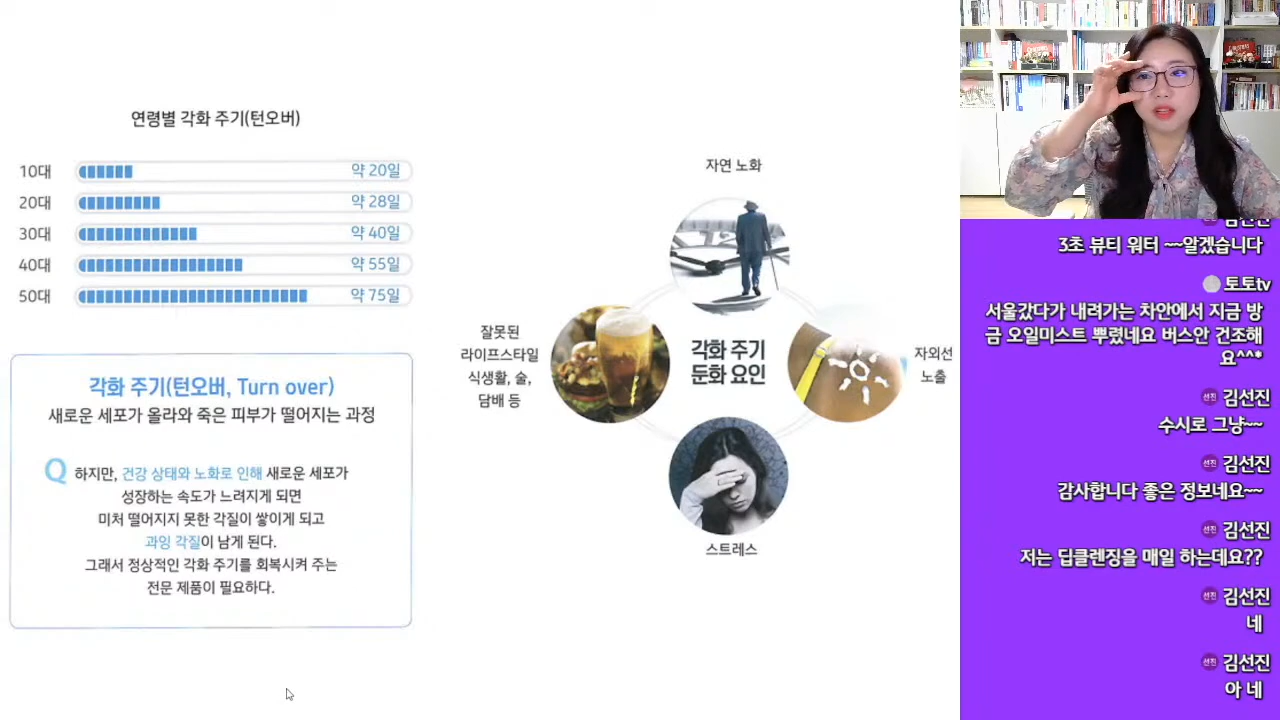 연령별 각화 주기(턴오버)
10대 약 20일
20대 약 28일
30대 약 40일
40대 약 55일
50대 약 75일
각화 주기(턴오버, Turn over)
새로운 세포가 올라와 죽은 피부가 떨어지는 과정
Q 하지만, 건강 상태와 노화로 인해 새로운 세포가
성장하는 속도가 느려지게 되면
미처 떨어지지 못한 각질이 쌓이게 되고
과잉 각질이 남게 된다.
그래서 정상적인 각화 주기를 회복시켜 주는
전문 제품이 필요하다.
자연 노화
잘못된
라이프스타일
식생활, 술,
담배 등
각화 주기
둔화 요인
자외선
노출
스트레스
김선진
3초 뷰티 워터 ~~알겠습니다
토토tv
서울갔다가 내려가는 차안에서 지금 방
금 오일미스트 뿌렸네요 버스안 건조해
요^^*
선진 김선진
수시로 그냥~~
선진 김선진
감사합니다 좋은 정보네요~~
선진 김선진
저는 딥클렌징을 매일 하는데요??
선진 김선진
네
선진 김선진
아 네